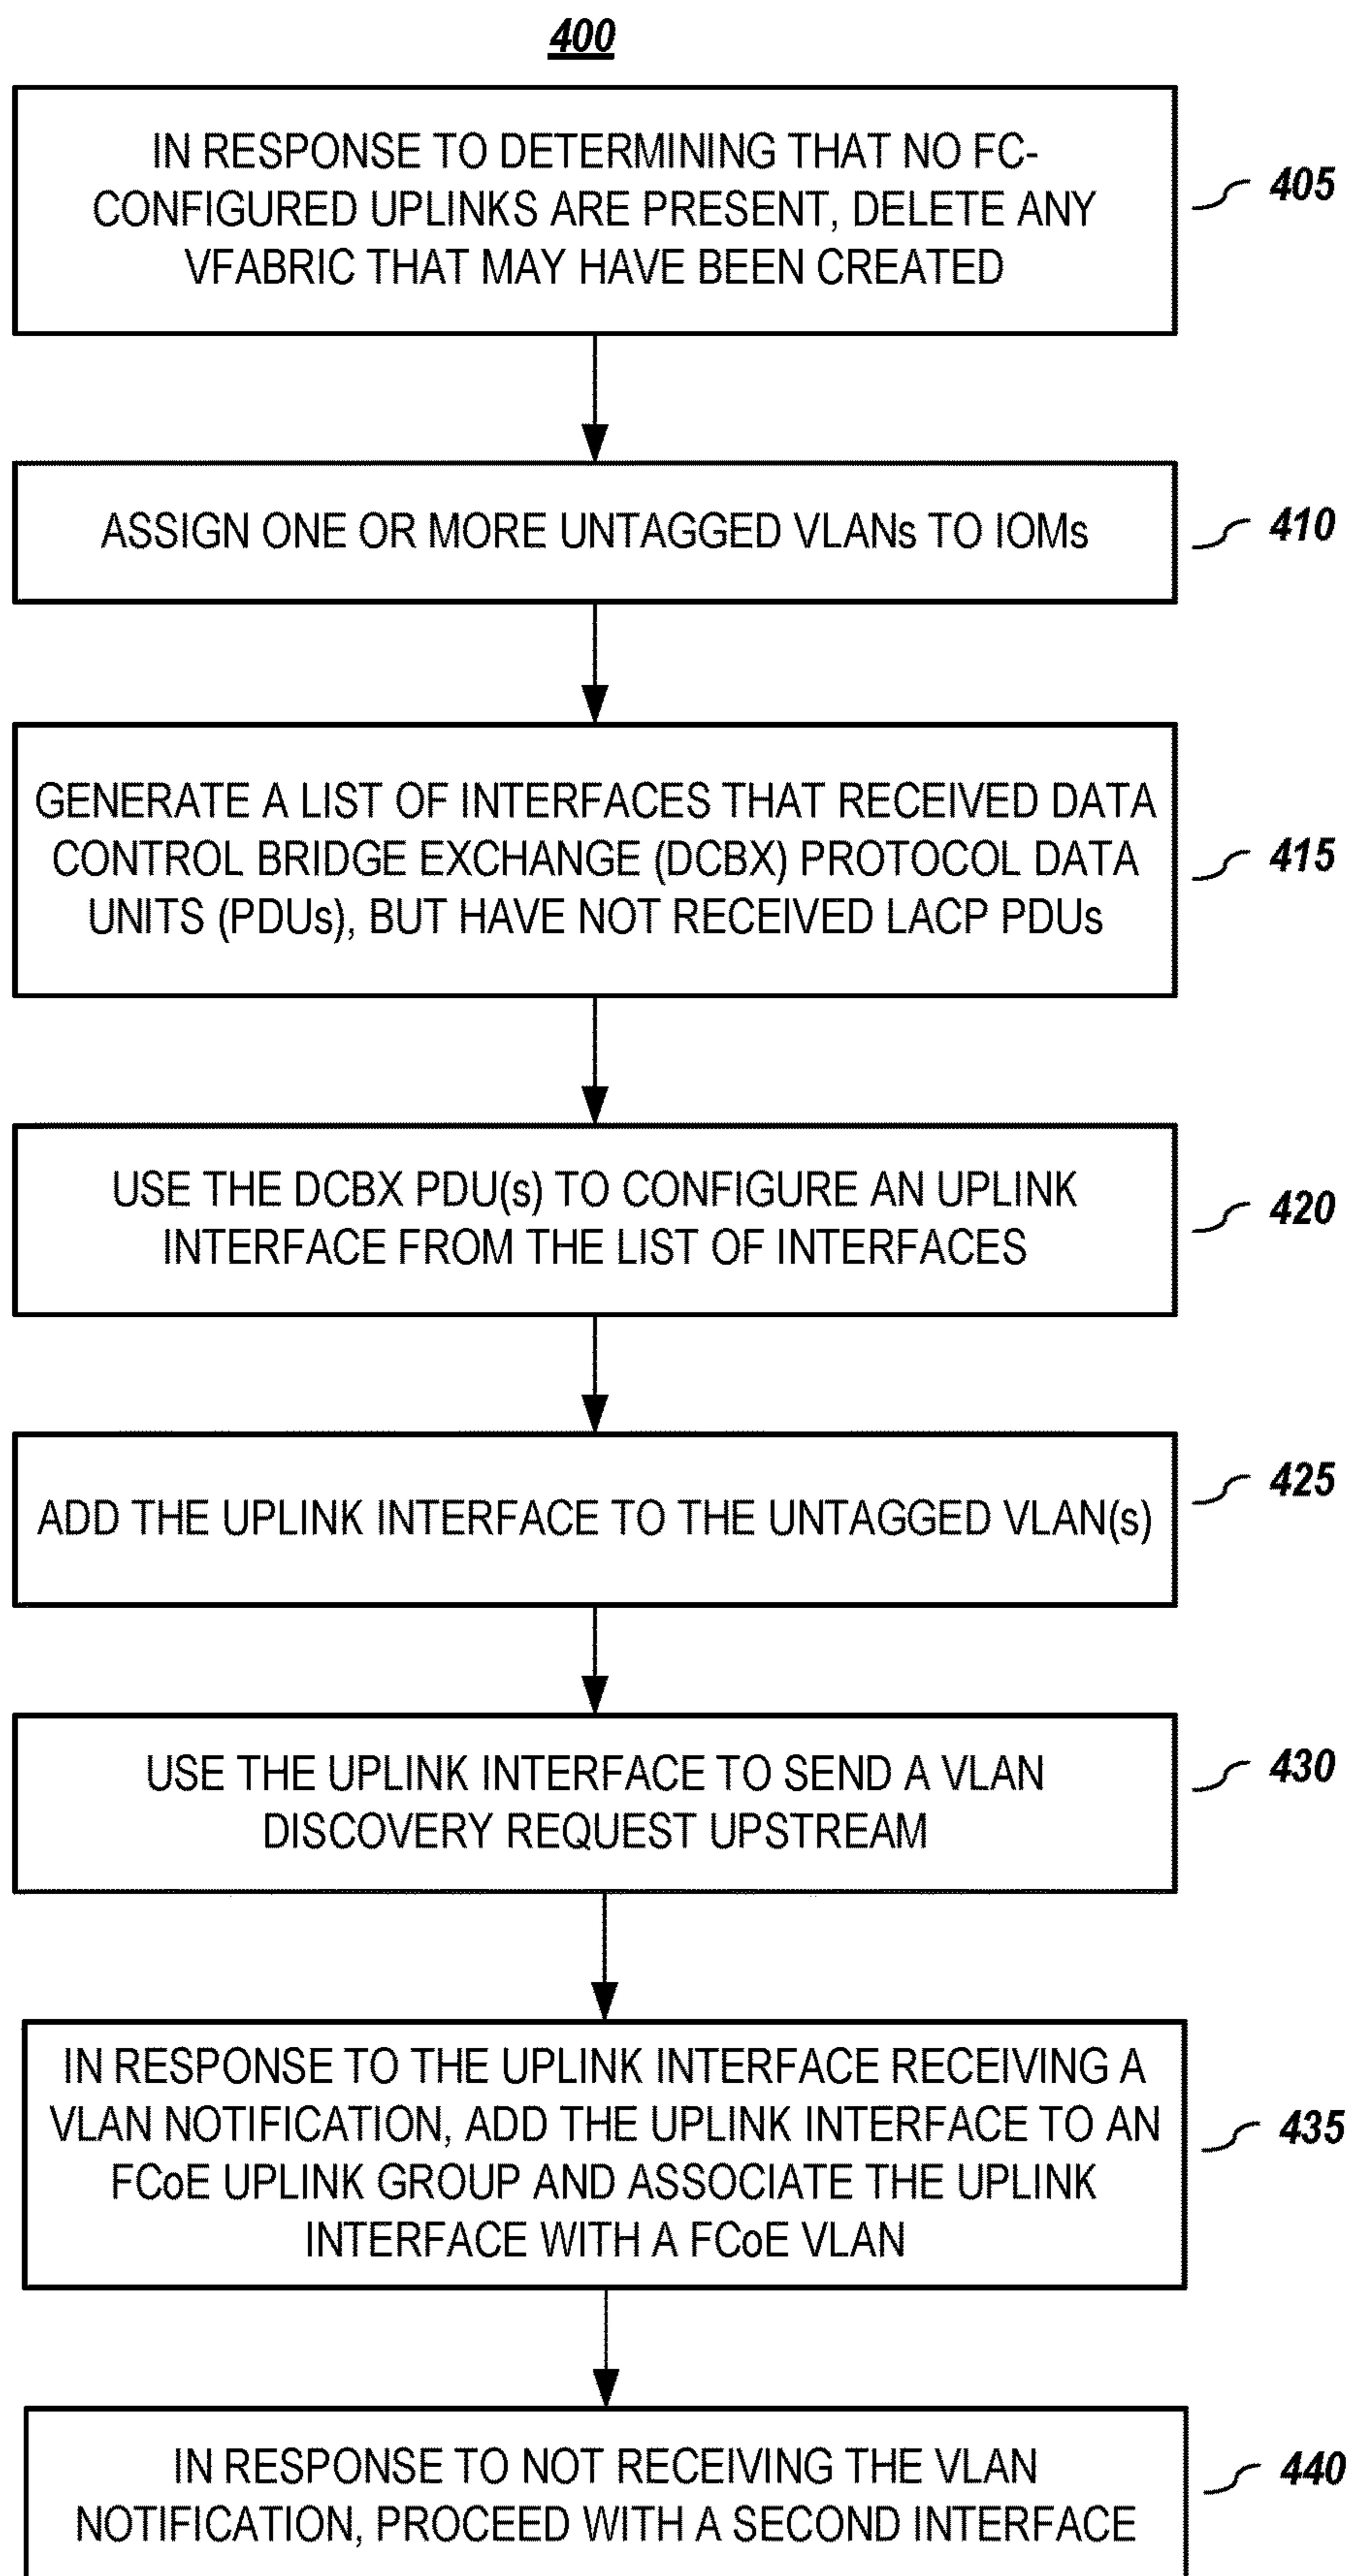 400
IN RESPONSE TO DETERMINING THAT NO FC-
CONFIGURED UPLINKS ARE PRESENT, DELETE ANY
VFABRIC THAT MAY HAVE BEEN CREATED
405
ASSIGN ONE OR MORE UNTAGGED VLANs TO IOMs
410
GENERATE A LIST OF INTERFACES THAT RECEIVED DATA
CONTROL BRIDGE EXCHANGE (DCBX) PROTOCOL DATA
UNITS (PDUs), BUT HAVE NOT RECEIVED LACP PDUs
415
USE THE DCBX PDU(s) TO CONFIGURE AN UPLINK
INTERFACE FROM THE LIST OF INTERFACES
420
ADD THE UPLINK INTERFACE TO THE UNTAGGED VLAN(s)
425
USE THE UPLINK INTERFACE TO SEND A VLAN
DISCOVERY REQUEST UPSTREAM
430
IN RESPONSE TO THE UPLINK INTERFACE RECEIVING A
VLAN NOTIFICATION, ADD THE UPLINK INTERFACE TO AN
FCoE UPLINK GROUP AND ASSOCIATE THE UPLINK
INTERFACE WITH A FCoE VLAN
435
IN RESPONSE TO NOT RECEIVING THE VLAN
NOTIFICATION, PROCEED WITH A SECOND INTERFACE
440